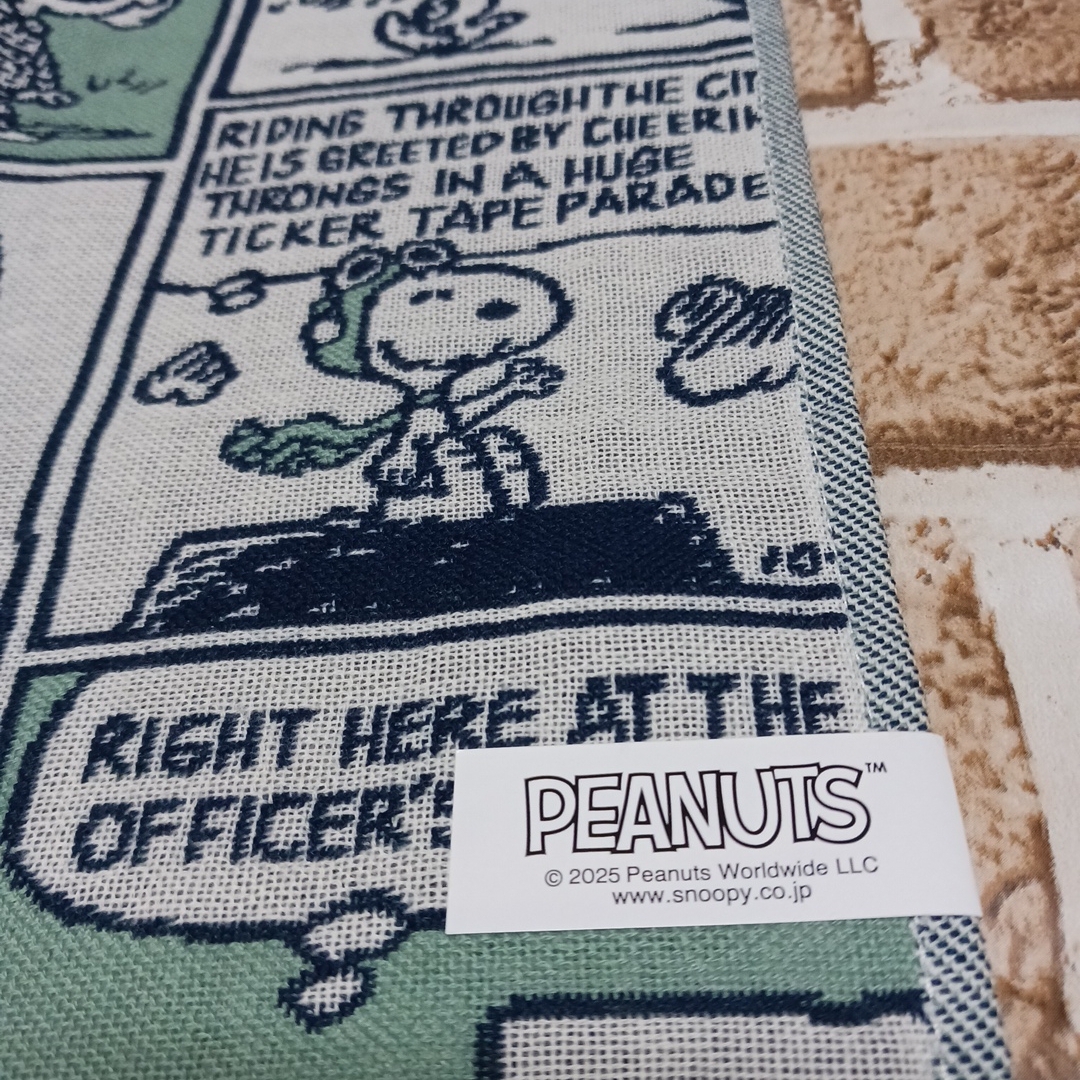 RIDING THROUGH THE CIT
HE IS GREETED BY CHEERIN
THRONGS IN A HUGE
TICKER TAPE PARADE
RIGHT HERE AT THE
OFFICER'S
PEANUTS™
© 2025 Peanuts Worldwide LLC
www.snoopy.co.jp